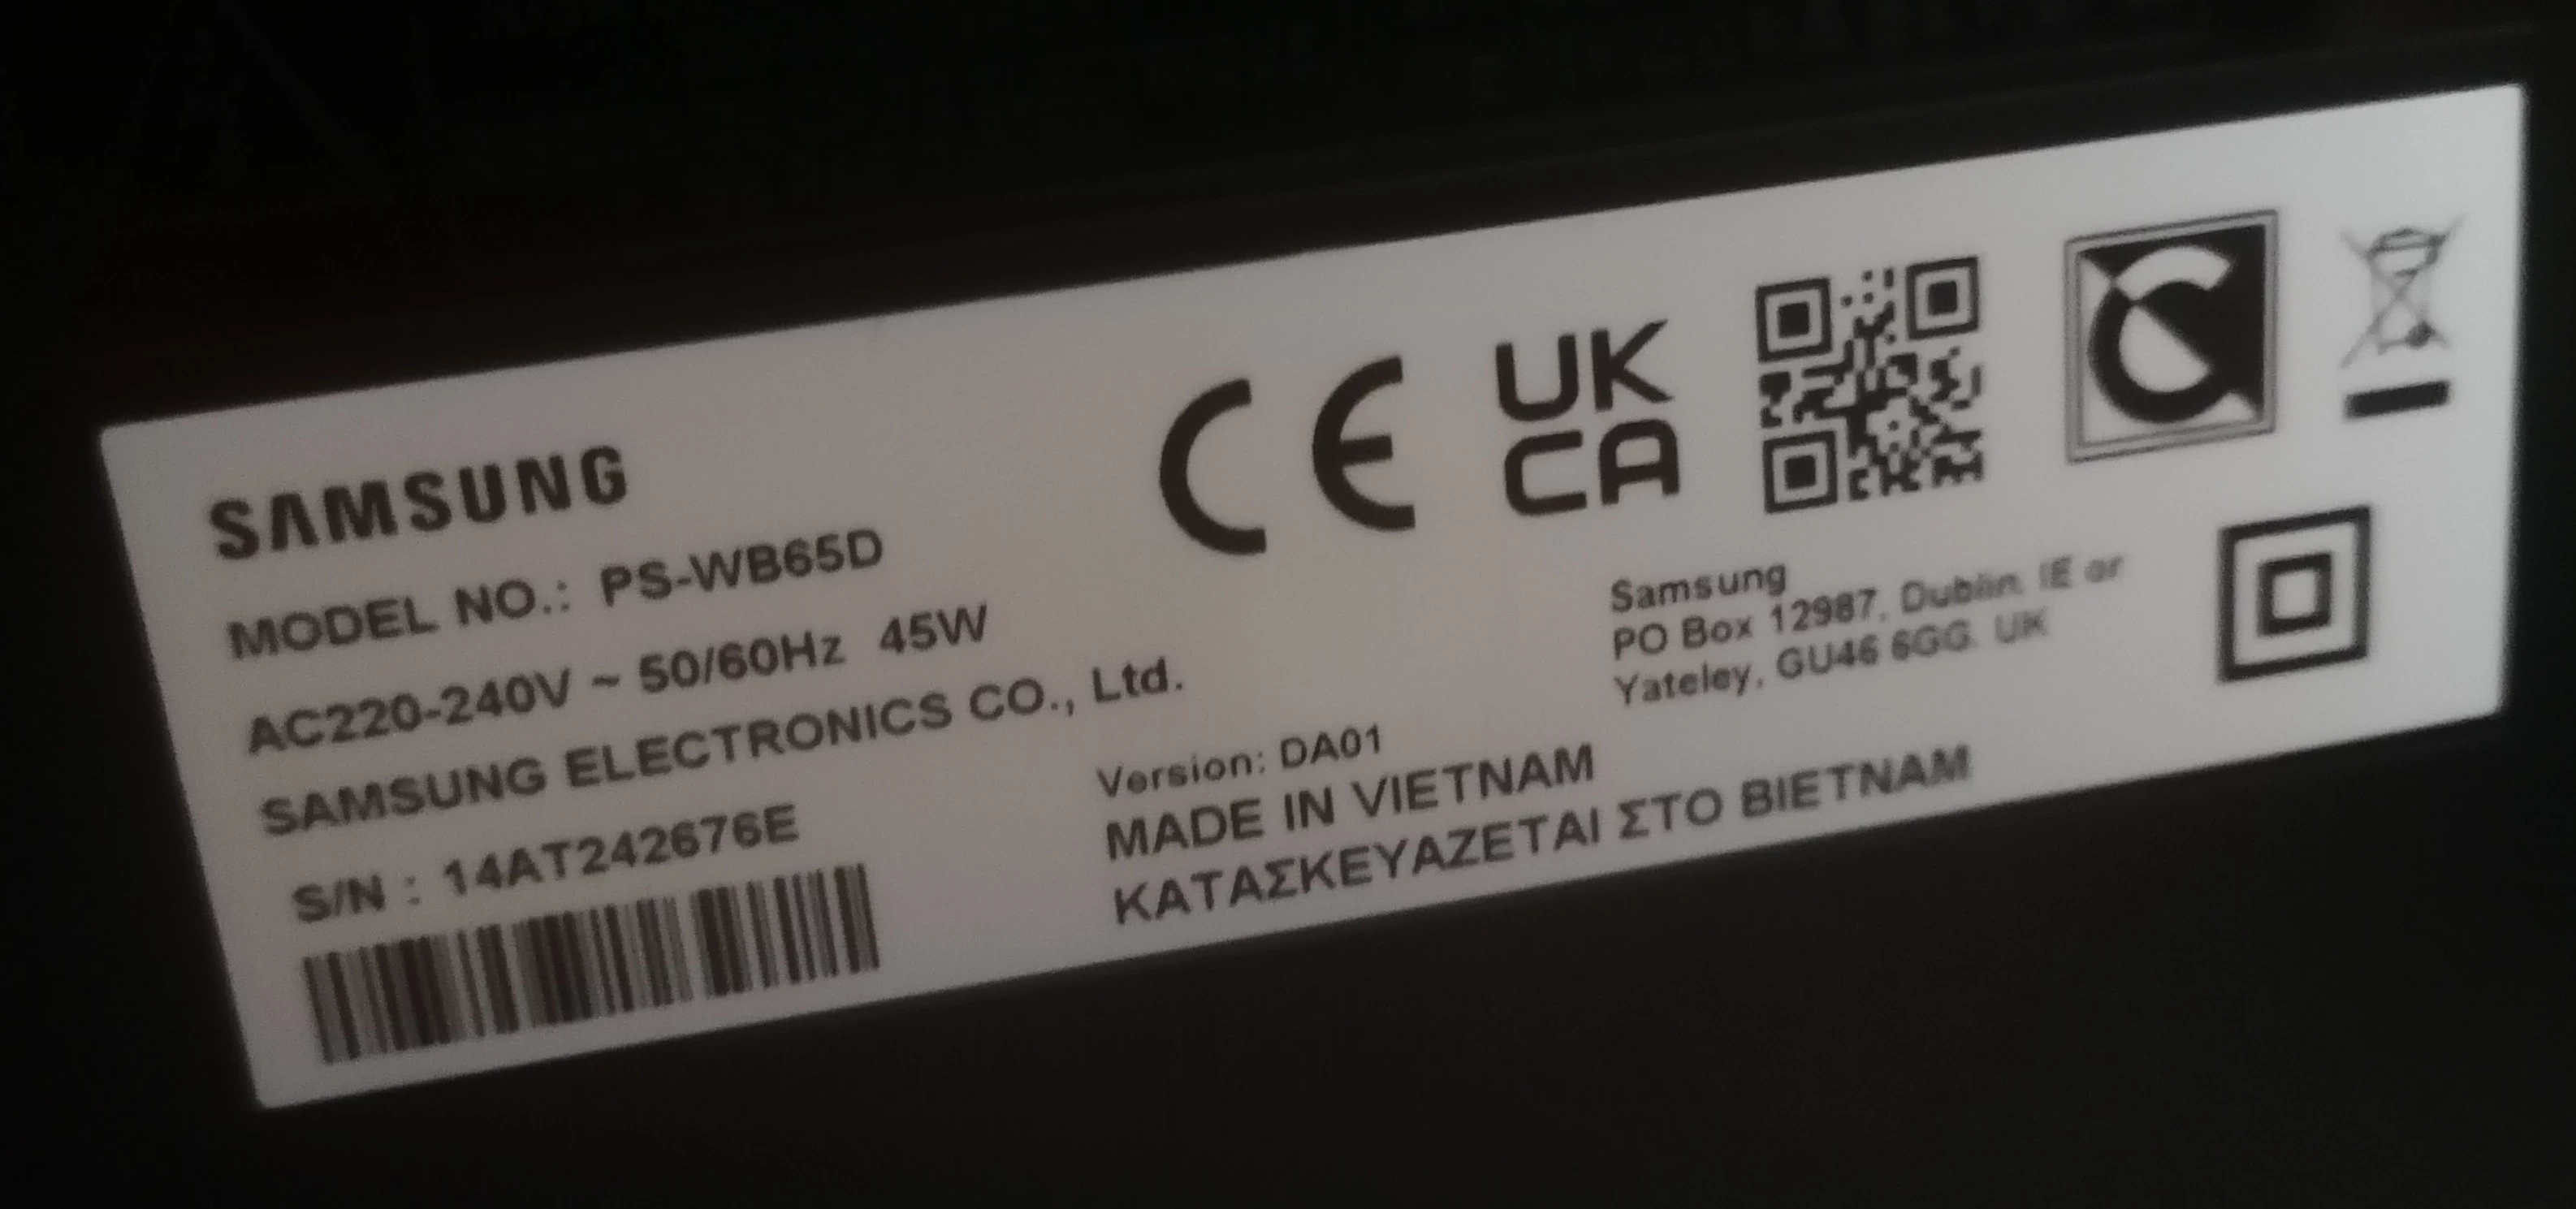 SAMSUNG
MODEL NO.: PS-WB65D
AC220-240V ~ 50/60Hz 45W
SAMSUNG ELECTRONICS CO., Ltd.
S/N : 14AT242676E
CE
UK
CA
C
Samsung
PO Box 12987, Dublin. IE or
Yateley, GU46 6GG. UK
Version: DA01
MADE IN VIETNAM
ΚΑΤΑΣΚΕΥΑΖΕΤΑΙ ΣΤΟ ΒΙΕΤΝΑΜ